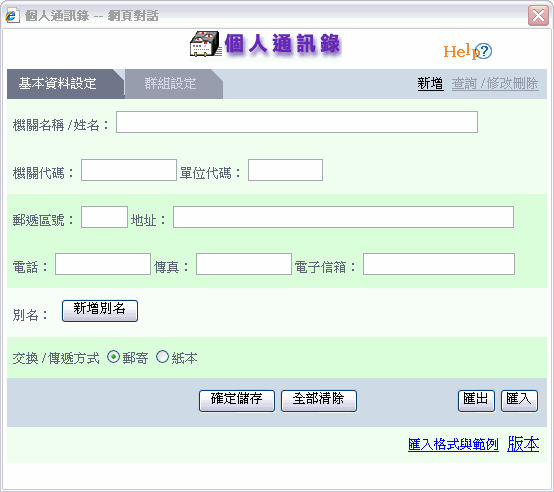 個人通訊錄 -- 網頁對話
個人通訊錄
Help?
基本資料設定 群組設定 新增 查詢/修改刪除
機關名稱/姓名：
機關代碼： 單位代碼：
郵遞區號： 地址：
電話： 傳真： 電子信箱：
別名： 新增別名
交換/傳遞方式 郵寄 紙本
確定儲存 全部清除 匯出 匯入
匯入格式與範例 版本